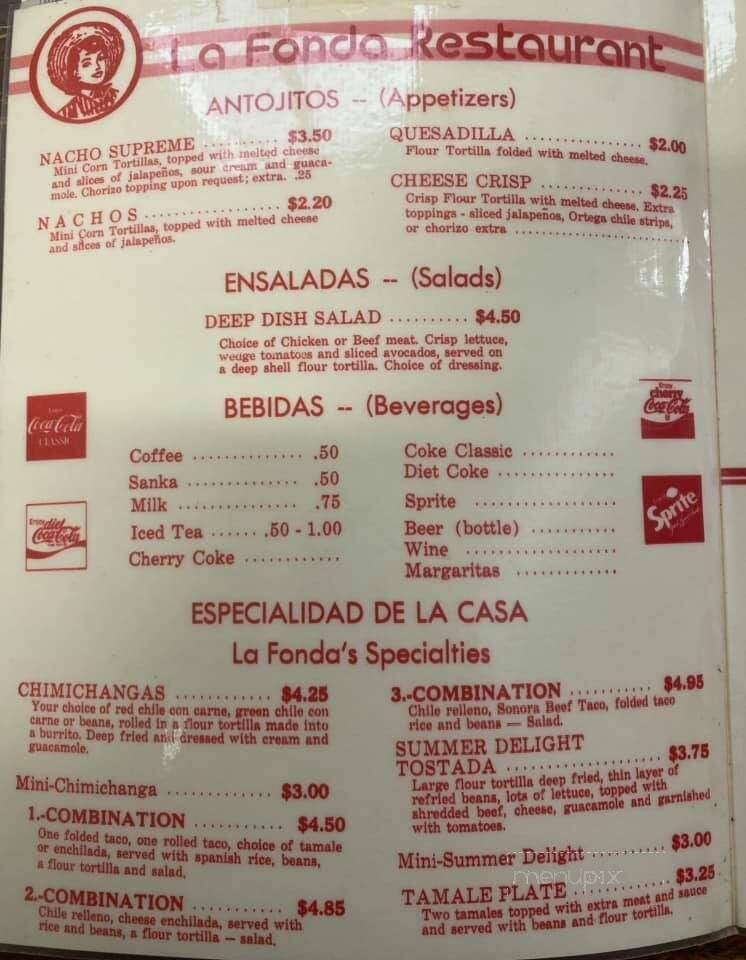 La Fonda Restaurant
ANTOJITOS -- (Appetizers)
NACHO SUPREME .......... $3.50
Mini Corn Tortillas, topped with melted cheese
and slices of jalapeños, sour cream and guaca-
mole. Chorizo topping upon request; extra. .25
NACHOS ................ $2.20
Mini Corn Tortillas, topped with melted cheese
and slices of jalapeños.
QUESADILLA ................ $2.00
Flour Tortilla folded with melted cheese.
CHEESE CRISP .............. $2.25
Crisp Flour Tortilla with melted cheese. Extra
toppings - sliced jalapeños, Ortega chile strips,
or chorizo extra ..........................
ENSALADAS -- (Salads)
DEEP DISH SALAD .......... $4.50
Choice of Chicken or Beef meat. Crisp lettuce,
wedge tomatoes and sliced avocados, served on
a deep shell flour tortilla. Choice of dressing.
BEBIDAS -- (Beverages)
Enjoy
Coca-Cola
CLASSIC
Enjoy diet
Coca-Cola
Coffee ............... .50
Sanka ................ .50
Milk ................. .75
Iced Tea ...... .50 - 1.00
Cherry Coke ............
Coke Classic ............
Diet Coke ...............
Sprite .................
Beer (bottle) ...........
Wine ....................
Margaritas ..............
Enjoy
cherry
Coca-Cola
Sprite
ESPECIALIDAD DE LA CASA
La Fonda's Specialties
CHIMICHANGAS ............ $4.25
Your choice of red chile con carne, green chile con
carne or beans, rolled in a flour tortilla made into
a burrito. Deep fried and dressed with cream and
guacamole.
Mini-Chimichanga ............ $3.00
1.-COMBINATION ........... $4.50
One folded taco, one rolled taco, choice of tamale
or enchilada, served with spanish rice, beans,
a flour tortilla and salad.
2.-COMBINATION ........... $4.85
Chile relleno, cheese enchilada, served with
rice and beans, a flour tortilla — salad.
3.-COMBINATION .......... $4.95
Chile relleno, Sonora Beef Taco, folded taco
rice and beans — Salad.
SUMMER DELIGHT
TOSTADA .................. $3.75
Large flour tortilla deep fried, thin layer of
refried beans, lots of lettuce, topped with
shredded beef, cheese, guacamole and garnished
with tomatoes.
Mini-Summer Delight .......... $3.00
menupix
TAMALE PLATE ........... $3.25
Two tamales topped with extra meat and sauce
and served with beans and flour tortilla.